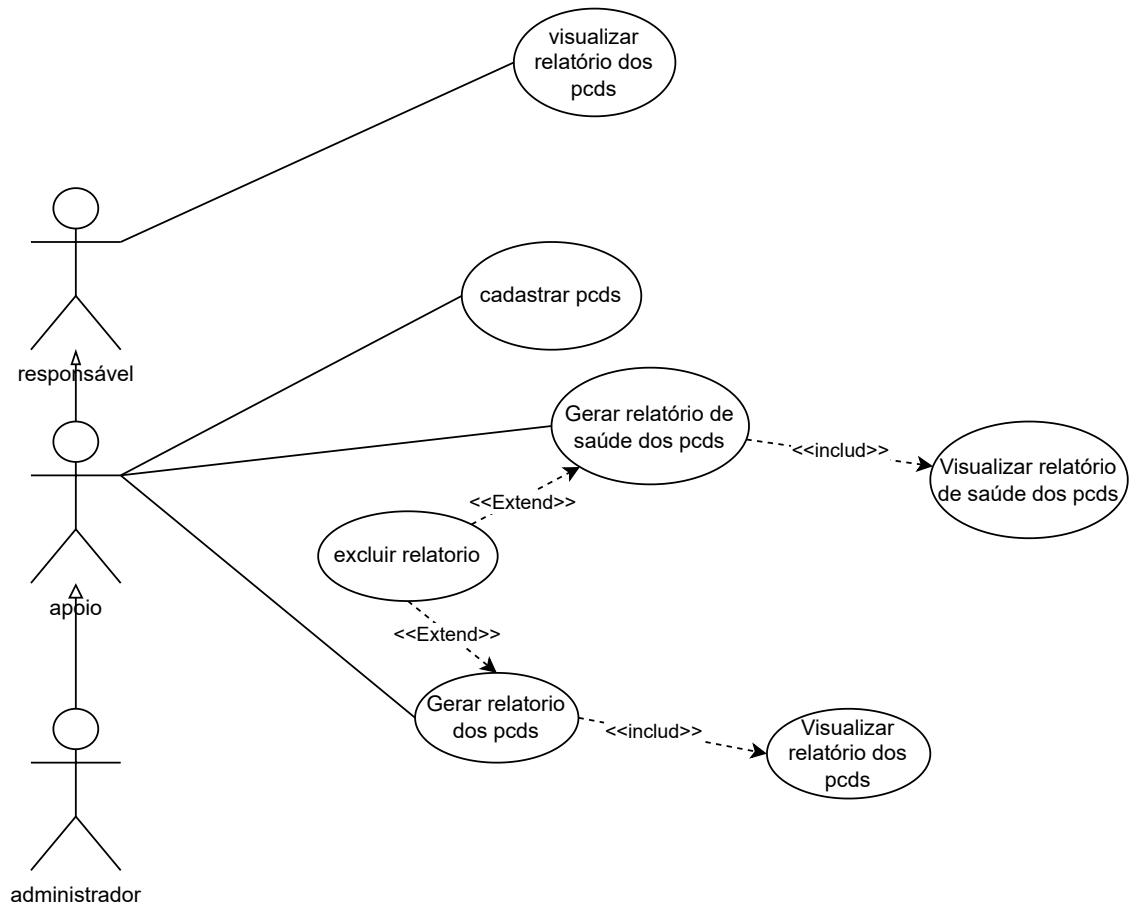 visualizar
relatório dos
pcds
responsável
cadastrar pcds
Gerar relatório de
saúde dos pcds
<<includ>>
Visualizar relatório
de saúde dos pcds
<<Extend>>
excluir relatorio
apoio
<<Extend>>
Gerar relatorio
dos pcds
<<includ>>
Visualizar
relatório dos
pcds
administrador